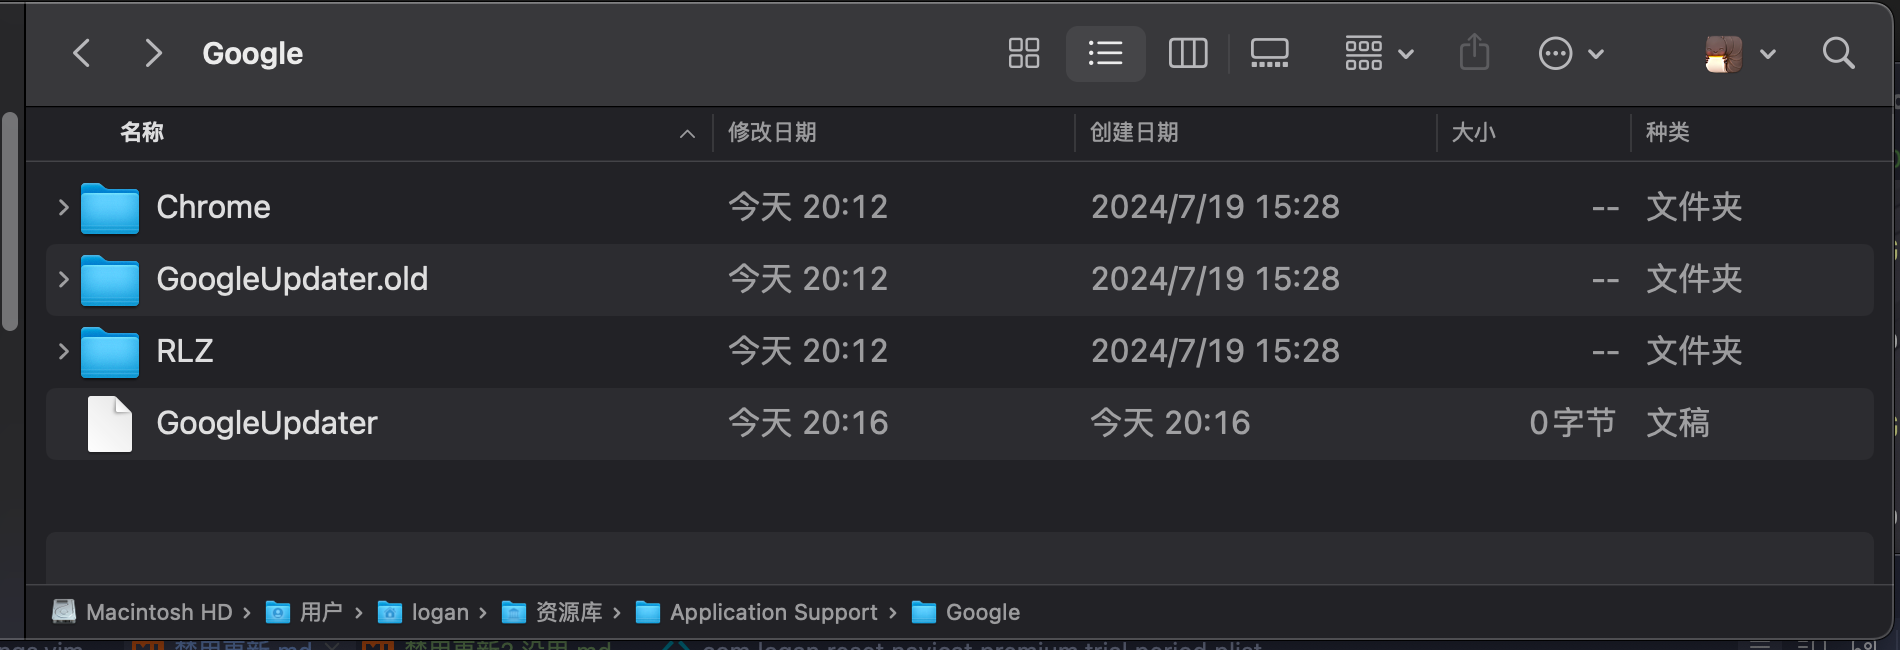 Google
名称 修改日期 创建日期 大小 种类
Chrome 今天 20:12 2024/7/19 15:28 -- 文件夹
GoogleUpdater.old 今天 20:12 2024/7/19 15:28 -- 文件夹
RLZ 今天 20:12 2024/7/19 15:28 -- 文件夹
GoogleUpdater 今天 20:16 今天 20:16 0字节 文稿
Macintosh HD › 用户 › logan › 资源库 › Application Support › Google